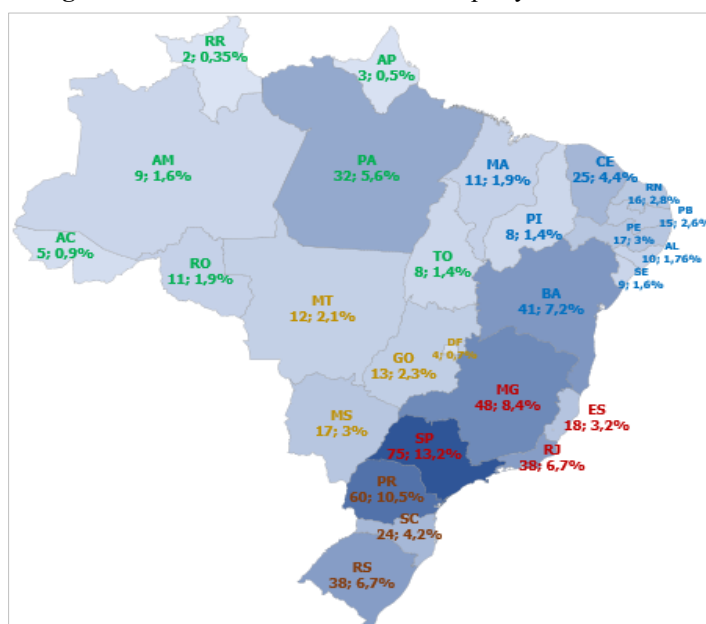 RR
2; 0,35%
AP
3; 0,5%
AM
9; 1,6%
PA
32; 5,6%
MA
11; 1,9%
CE
25; 4,4%
RN
16; 2,8%
PB
15; 2,6%
PI
8; 1,4%
PE
17; 3%
AL
10; 1,76%
SE
9; 1,6%
AC
5; 0,9%
RO
11; 1,9%
TO
8; 1,4%
BA
41; 7,2%
MT
12; 2,1%
DF
GO
13; 2,3%
MG
48; 8,4%
ES
18; 3,2%
MS
17; 3%
SP
75; 13,2%
RJ
38; 6,7%
PR
60; 10,5%
SC
24; 4,2%
RS
38; 6,7%